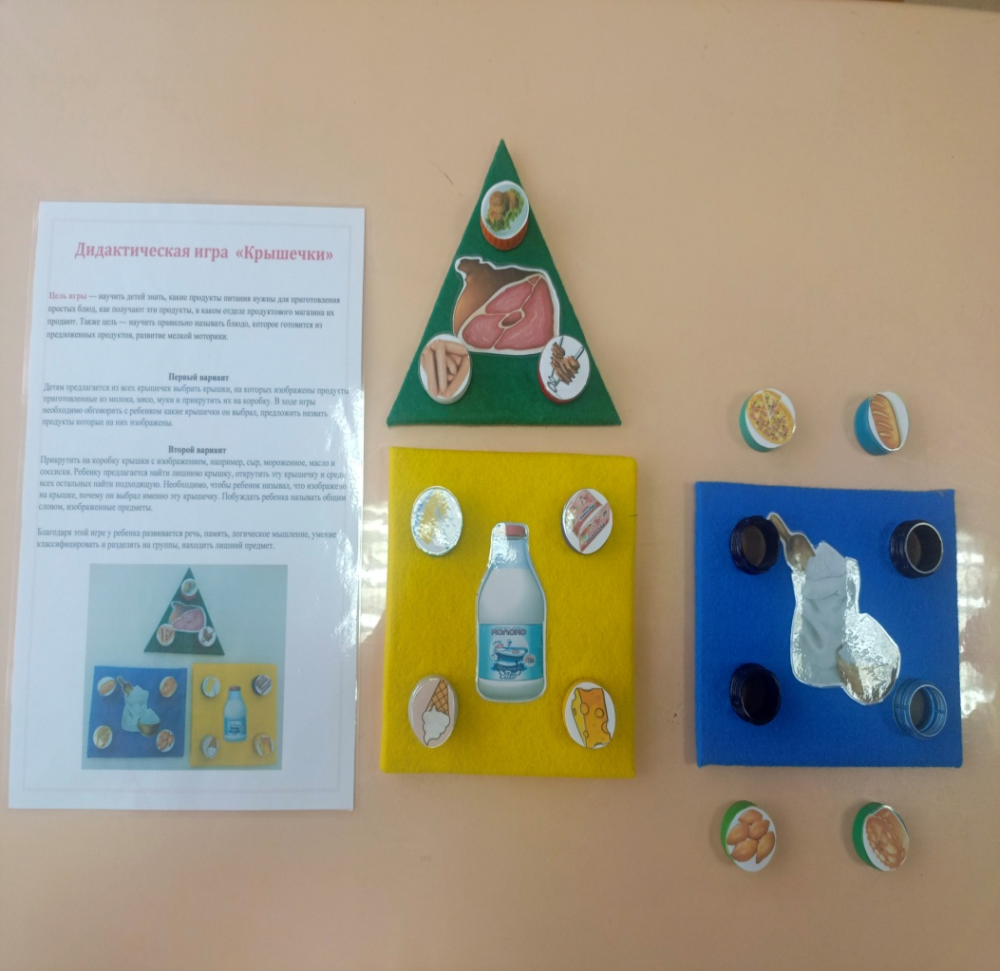 Дидактическая игра «Крышечки»
Цель игры — научить детей знать, какие продукты питания нужны для приготовления
простых блюд, как получают эти продукты, в каком отделе продуктового магазина их
продают. Также цель — научить правильно называть блюдо, которое готовится из
предложенных продуктов, развитие мелкой моторики.
Первый вариант
Детям предлагается из всех крышечек выбрать крышки, на которых изображены продукты
приготовленные из молока, мясо, муки и прикрутить их на коробку. В ходе игры
необходимо обговорить с ребенком какие крышечки он выбрал, предложить назвать
продукты которые на них изображены.
Второй вариант
Прикрутить на коробку крышки с изображением, например, сыр, мороженное, масло и
сосиски. Ребенку предлагается найти лишнюю крышку, открутить эту крышечку и среди
всех остальных найти подходящую. Необходимо, чтобы ребенок называл, что изображено
на крышке, почему он выбрал именно эту крышечку. Побуждать ребенка называть общим
словом, изображенные предметы.
Благодаря этой игре у ребенка развивается речь, память, логическое мышление, умение
классифицировать и разделять на группы, находить лишний предмет.
МОЛОКО